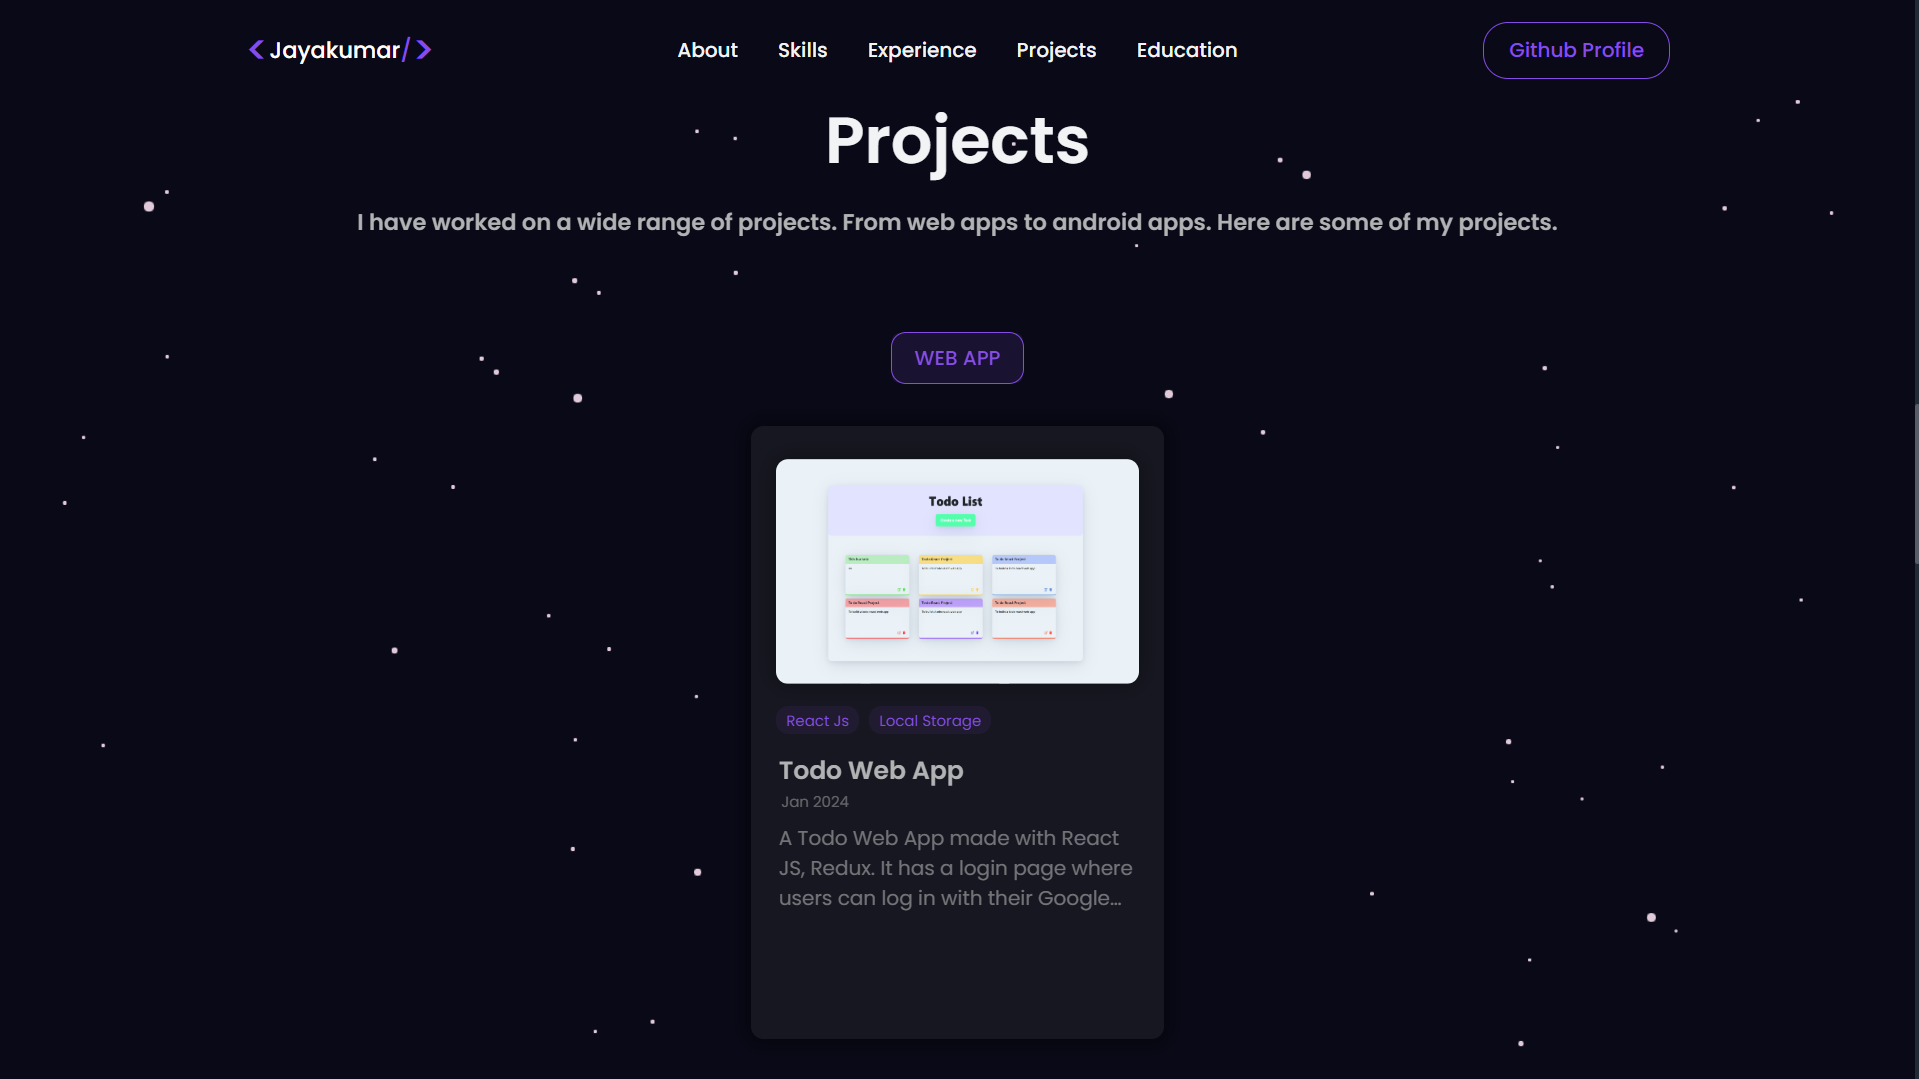 <Jayakumar/>
About
Skills
Experience
Projects
Education
Github Profile
Projects
I have worked on a wide range of projects. From web apps to android apps. Here are some of my projects.
WEB APP
Todo List
React Js
Local Storage
Todo Web App
Jan 2024
A Todo Web App made with React
JS, Redux. It has a login page where
users can log in with their Google...